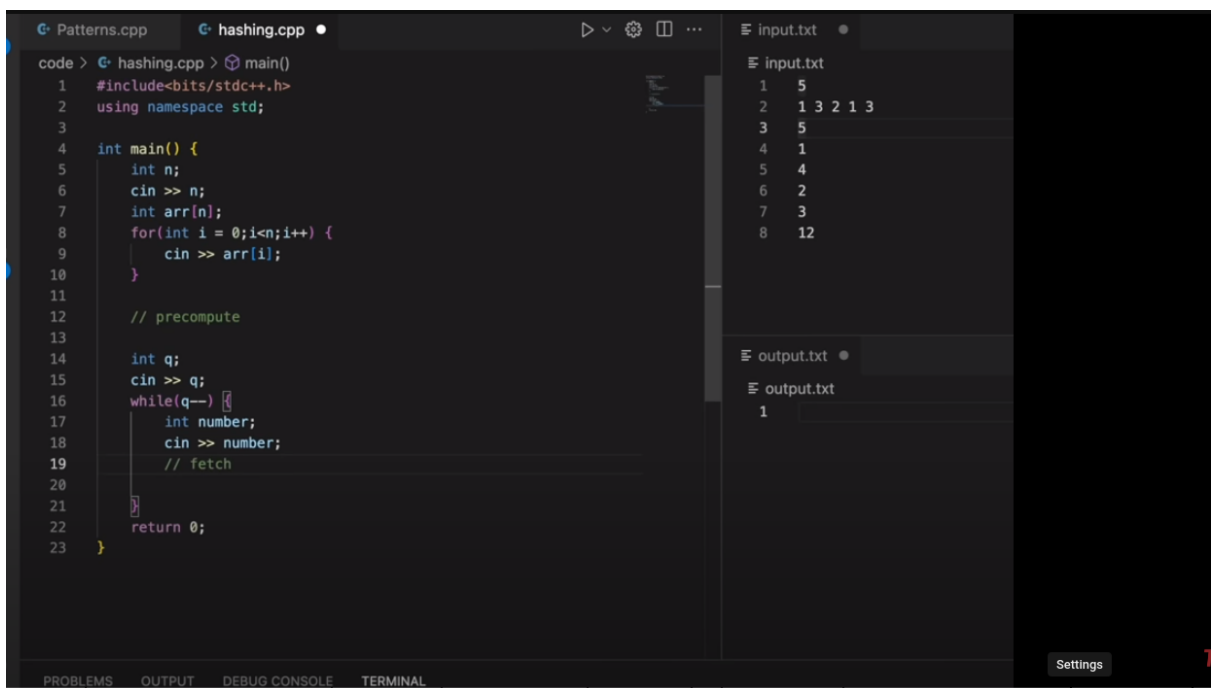 Patterns.cpp
hashing.cpp
code > hashing.cpp > main()
1 #include<bits/stdc++.h>
2 using namespace std;
3
4 int main() {
5 int n;
6 cin >> n;
7 int arr[n];
8 for(int i = 0;i<n;i++) {
9 cin >> arr[i];
10 }
11
12 // precompute
13
14 int q;
15 cin >> q;
16 while(q--) {
17 int number;
18 cin >> number;
19 // fetch
20
21 }
22 return 0;
23 }
PROBLEMS OUTPUT DEBUG CONSOLE TERMINAL
input.txt
input.txt
1 5
2 1 3 2 1 3
3 5
4 1
5 4
6 2
7 3
8 12
output.txt
output.txt
1
Settings